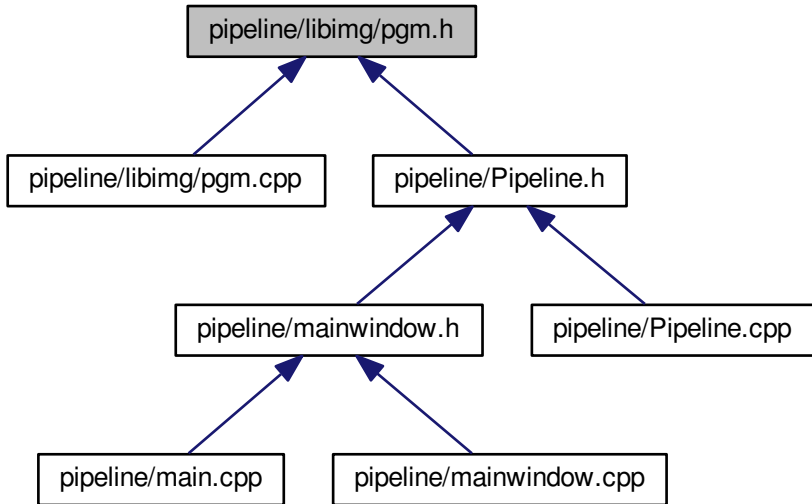 pipeline/libimg/pgm.h
pipeline/libimg/pgm.cpp
pipeline/Pipeline.h
pipeline/mainwindow.h
pipeline/Pipeline.cpp
pipeline/main.cpp
pipeline/mainwindow.cpp